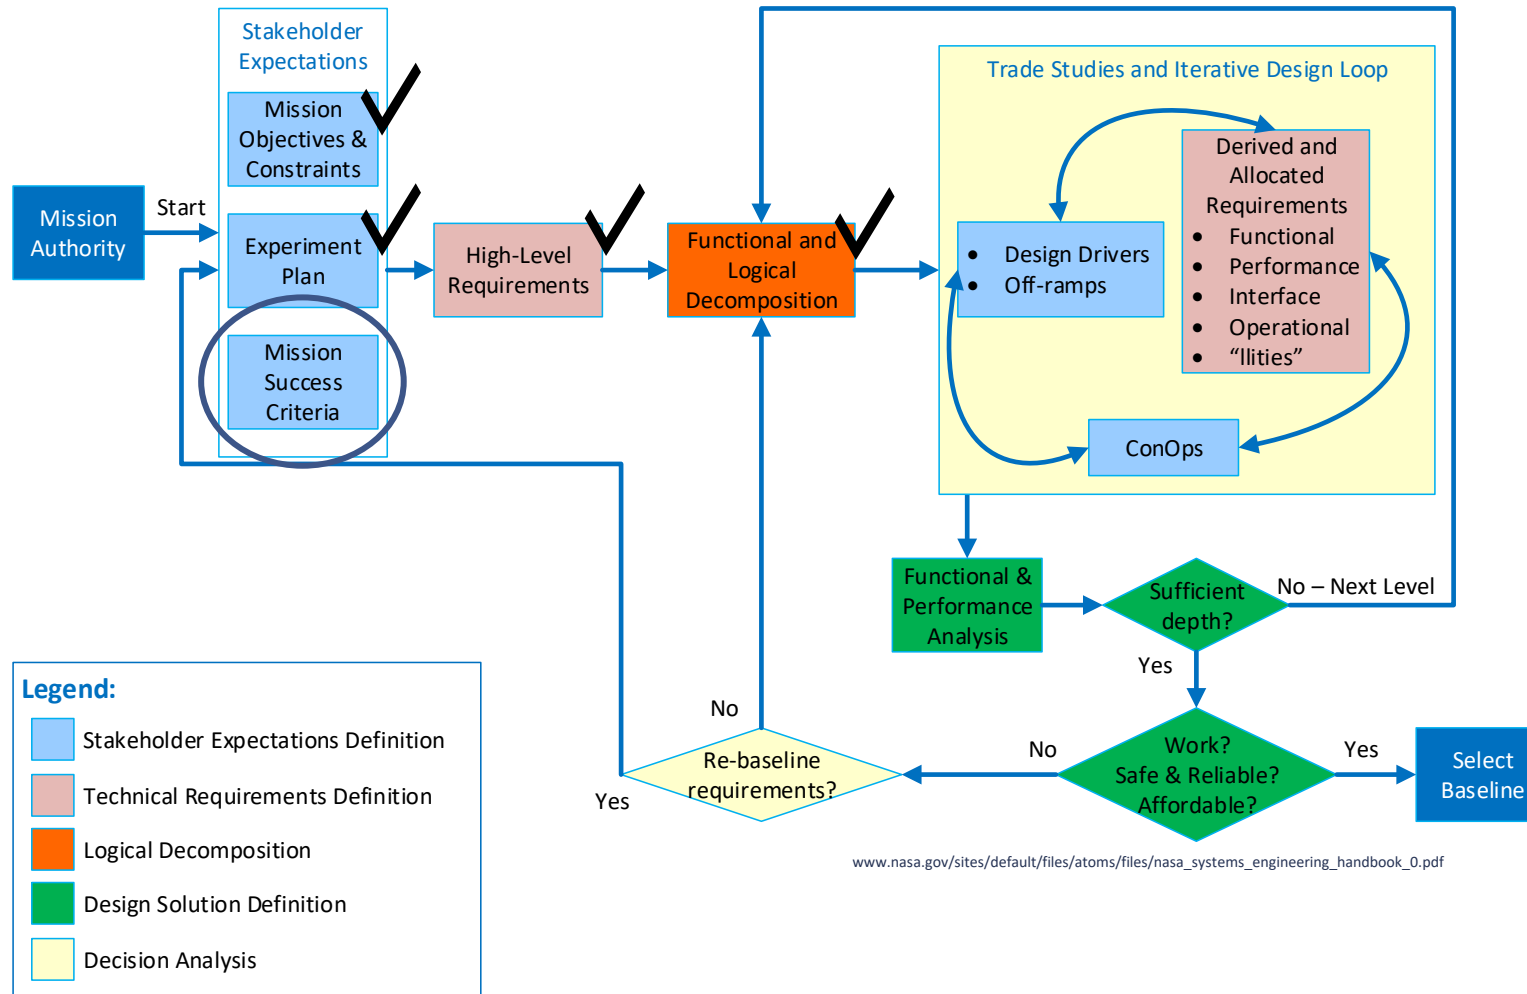 Stakeholder
Expectations
Mission
Objectives &
Constraints
Mission
Authority
Start
Experiment
Plan
Mission
Success
Criteria
High-Level
Requirements
Functional and
Logical
Decomposition
Trade Studies and Iterative Design Loop
• Design Drivers
• Off-ramps
Derived and
Allocated
Requirements
• Functional
• Performance
• Interface
• Operational
• “Ilities”
ConOps
Functional &
Performance
Analysis
Sufficient
depth?
No – Next Level
Yes
Work?
Safe & Reliable?
Affordable?
Yes
Select
Baseline
No
Re-baseline
requirements?
No
Yes
www.nasa.gov/sites/default/files/atoms/files/nasa_systems_engineering_handbook_0.pdf
Legend:
Stakeholder Expectations Definition
Technical Requirements Definition
Logical Decomposition
Design Solution Definition
Decision Analysis